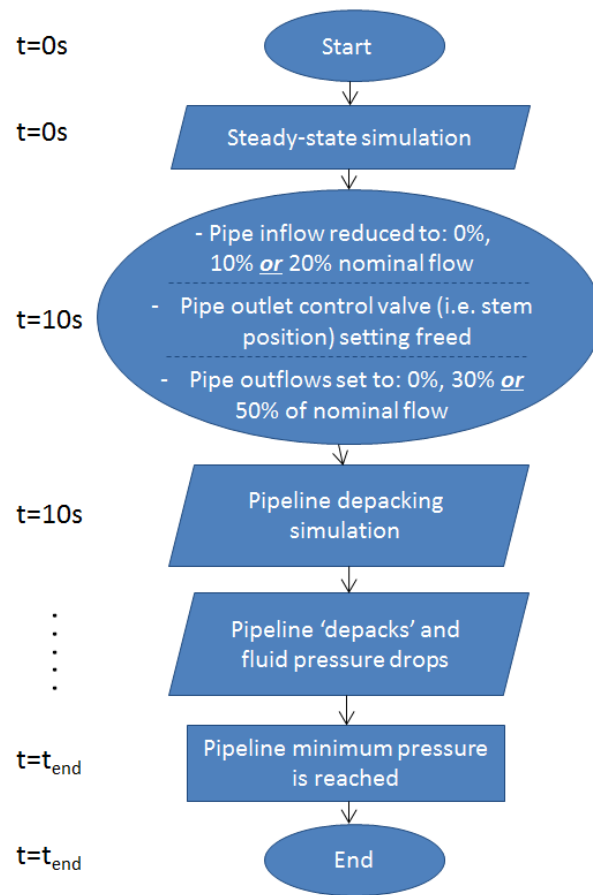 t=0s
Start
t=0s
Steady-state simulation
- Pipe inflow reduced to: 0%,
10% or 20% nominal flow
t=10s
- Pipe outlet control valve (i.e. stem
position) setting freed
- Pipe outflows set to: 0%, 30% or
50% of nominal flow
t=10s
Pipeline depacking
simulation
Pipeline ‘depacks’ and
fluid pressure drops
t=tend
Pipeline minimum pressure
is reached
t=tend
End